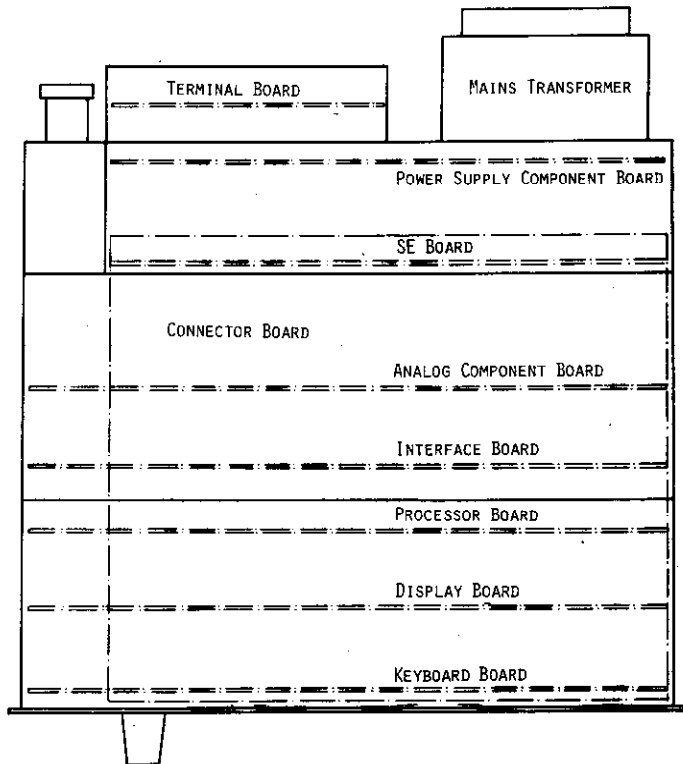 TERMINAL BOARD
MAINS TRANSFORMER
POWER SUPPLY COMPONENT BOARD
SE BOARD
CONNECTOR BOARD
ANALOG COMPONENT BOARD
INTERFACE BOARD
PROCESSOR BOARD
DISPLAY BOARD
KEYBOARD BOARD